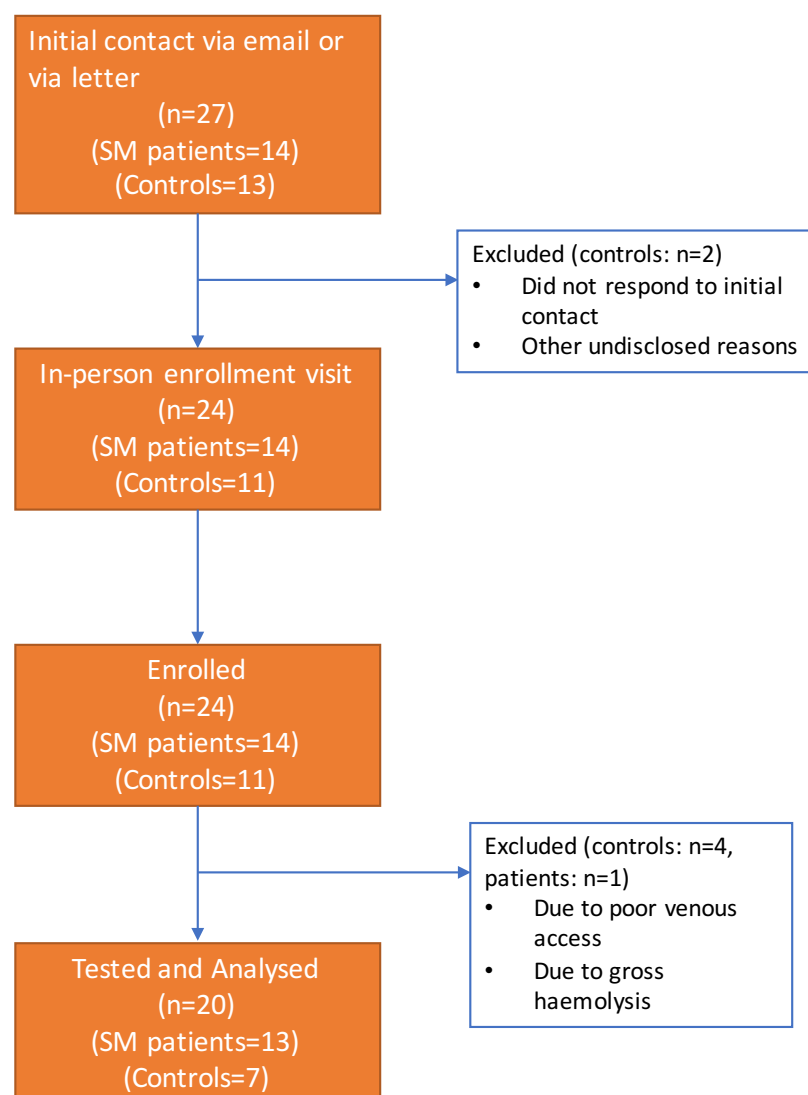 Initial contact via email or
via letter
(n=27)
(SM patients=14)
(Controls=13)
Excluded (controls: n=2)
• Did not respond to initial
contact
• Other undisclosed reasons
In-person enrollment visit
(n=24)
(SM patients=14)
(Controls=11)
Enrolled
(n=24)
(SM patients=14)
(Controls=11)
Excluded (controls: n=4,
patients: n=1)
• Due to poor venous
access
• Due to gross
haemolysis
Tested and Analysed
(n=20)
(SM patients=13)
(Controls=7)